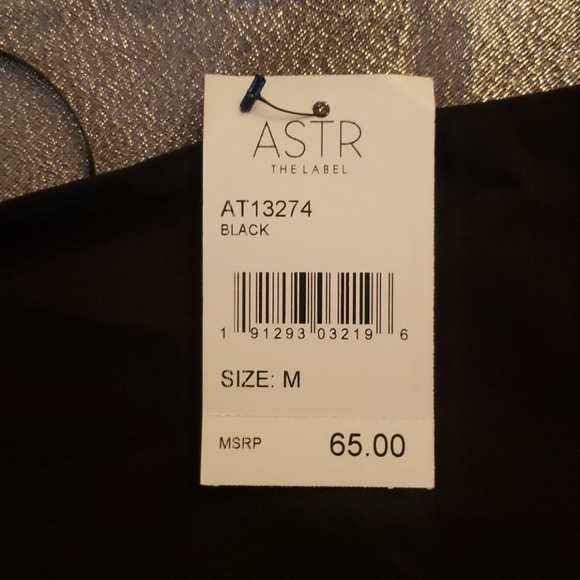 ASTR
THE LABEL
AT13274
BLACK
1 91293 03219 6
SIZE: M
MSRP 65.00